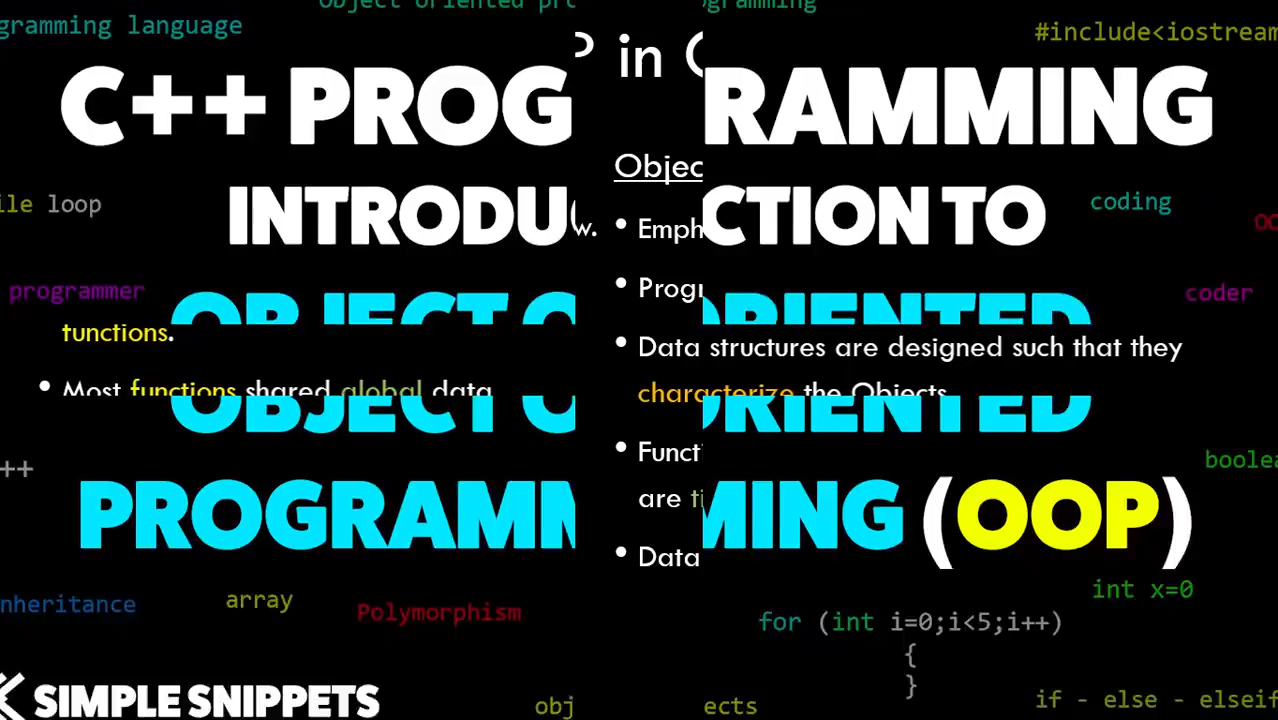 gramming language
#include<iostream
in
C++ PROG RAMMING
Objec
ile loop
INTRODU CTION TO
coding
w.
• Emph
programmer
• Progr
coder
OBJECT O RIENTED
functions.
• Data structures are designed such that they
• Most functions shared global data
characterize the Objects
++
• Funct
boolea
PROGRAMM MING (OOP)
are ti
• Data
int x=0
nheritance
array
Polymorphism
for (int i=0;i<5;i++)
{
}
SIMPLE SNIPPETS
obj ects
if - else - elseif